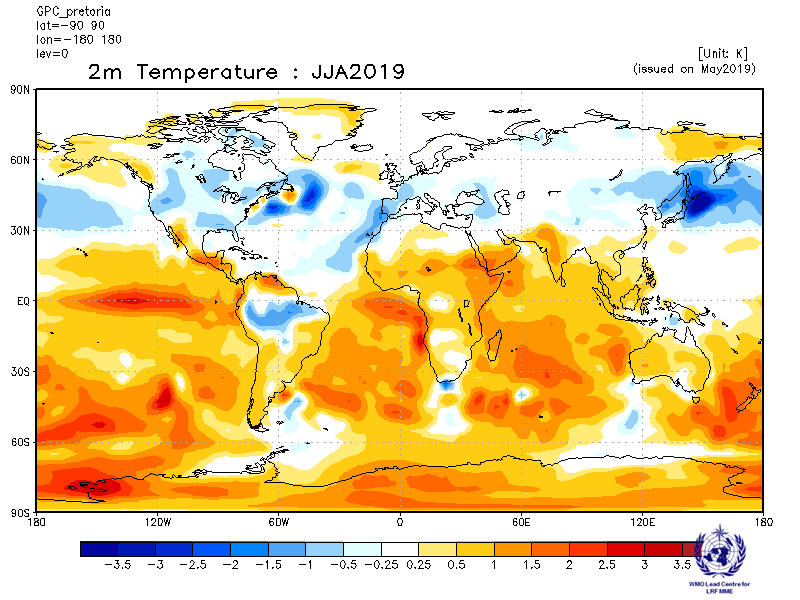 GPC_pretoria
lat=-90 90
lon=-180 180
lev=0
[Unit: K]
2m Temperature : JJA2019
(issued on May2019)
90N
60N
30N
EQ
30S
60S
90S
180 120W 60W 0 60E 120E 180
-3.5 -3 -2.5 -2 -1.5 -1 -0.5 -0.25 0.25 0.5 1 1.5 2 2.5 3 3.5
WMO Lead Centre for
LRF MME